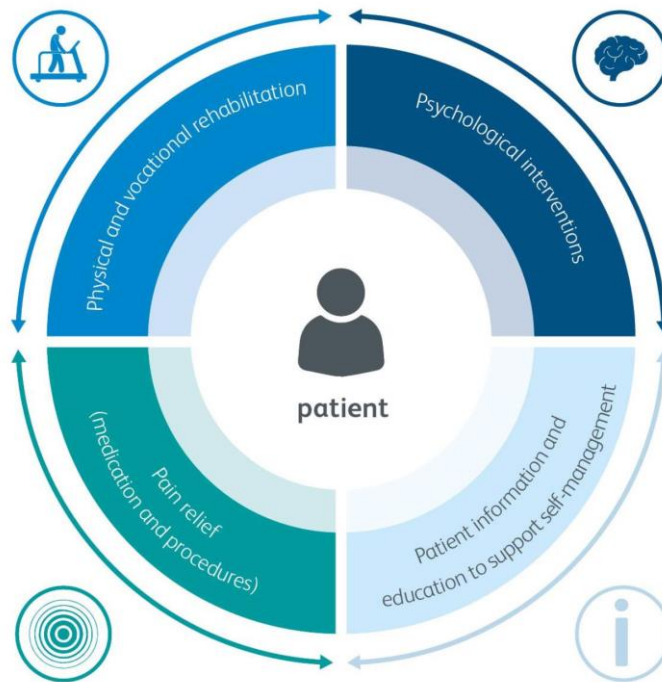 Physical and vocational rehabilitation
Psychological interventions
patient
Pain relief
(medication and procedures)
Patient information and
education to support self-management
i